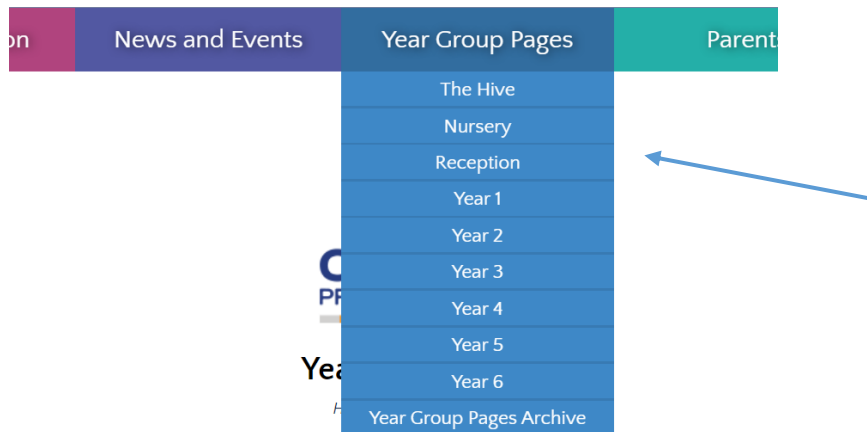 on News and Events Year Group Pages Parent
The Hive
Nursery
Reception
Year 1
Year 2
Year 3
Year 4
Year 5
Year 6
Year Group Pages Archive